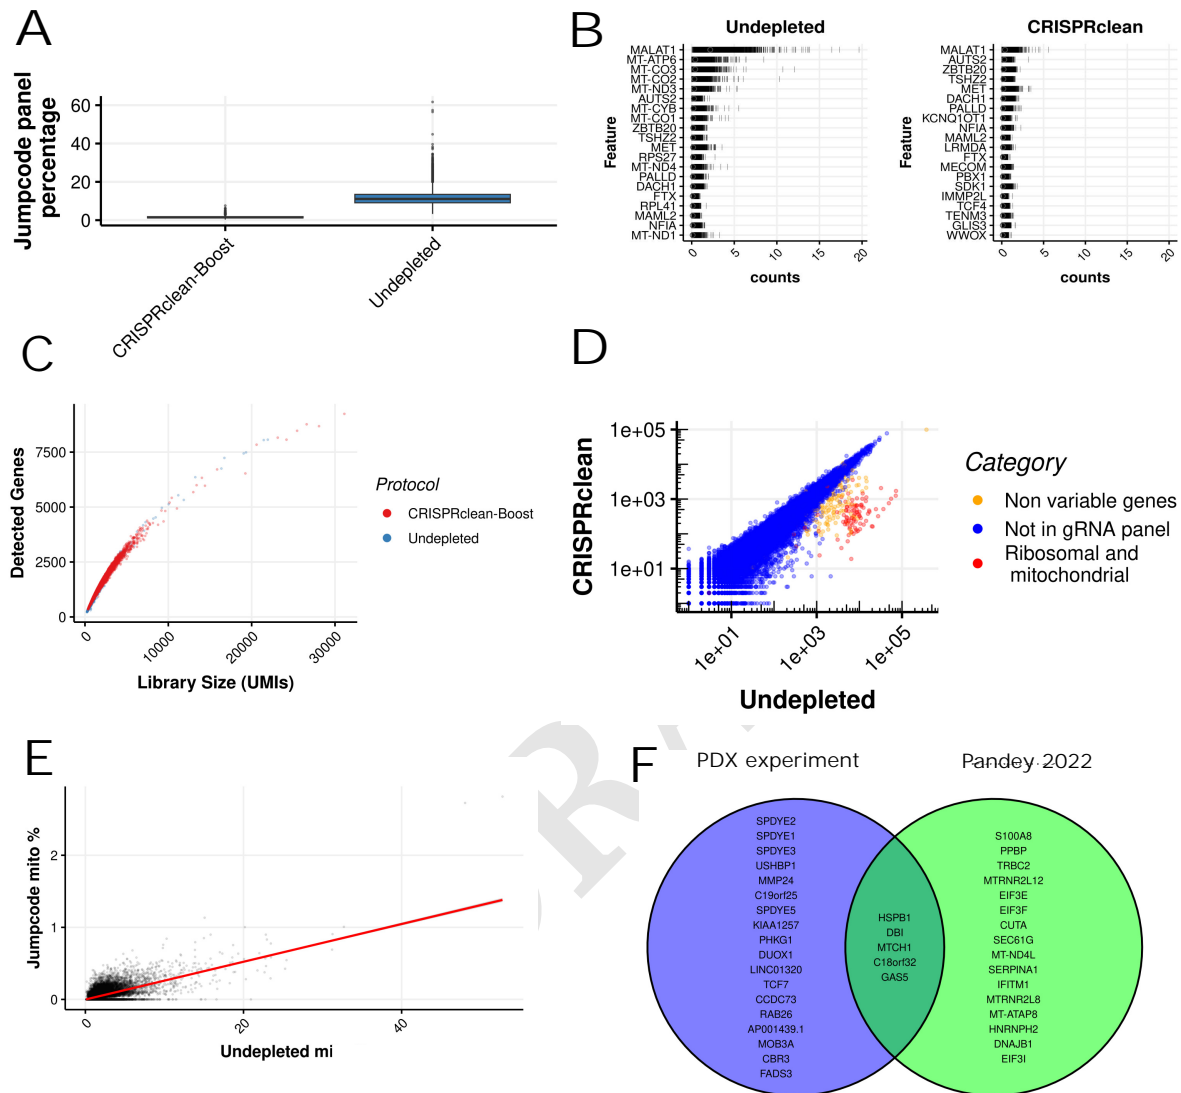 A
Jumpcode panel
percentage
60
40
20
0
CRISPRclean-Boost
Undepleted
B
Undepleted
Feature
MALAT1
MT-ATP6
MT-CO3
MT-CO2
MT-ND3
AUTS2
MT-CYB
MT-CO1
ZBTB20
TSHZ2
MET
RPS27
MT-ND4
PALLD
DACH1
FTX
RPL41
MAML2
NFIA
MT-ND1
0
5
10
15
20
counts
CRISPRclean
Feature
MALAT1
AUTS2
ZBTB20
TSHZ2
MET
DACH1
PALLD
KCNQ1OT1
NFIA
MAML2
LRMDA
FTX
MECOM
PBX1
SDK1
IMMP2L
TCF4
TENM3
GLIS3
WWOX
0
5
10
15
20
counts
C
Detected Genes
7500
5000
2500
0
0
10000
20000
30000
Library Size (UMIs)
Protocol
CRISPRclean-Boost
Undepleted
D
CRISPRclean
1e+05
1e+03
1e+01
1e+01
1e+03
1e+05
Undepleted
Category
Non variable genes
Not in gRNA panel
Ribosomal and
mitochondrial
E
Jumpcode mito %
2
1
0
0
20
40
Undepleted mi
F
PDX experiment
Pandey 2022
SPDYE2
SPDYE1
SPDYE3
USHBP1
MMP24
C19orf25
SPDYE5
KIAA1257
PHKG1
DUOX1
LINC01320
TCF7
CCDC73
RAB26
AP001439.1
MOB3A
CBR3
FADS3
HSPB1
DBI
MTCH1
C18orf32
GAS5
S100A8
PPBP
TRBC2
MTRNR2L12
EIF3E
EIF3F
CUTA
SEC61G
MT-ND4L
SERPINA1
IFITM1
MTRNR2L8
MT-ATAP8
HNRNPH2
DNAJB1
EIF3I